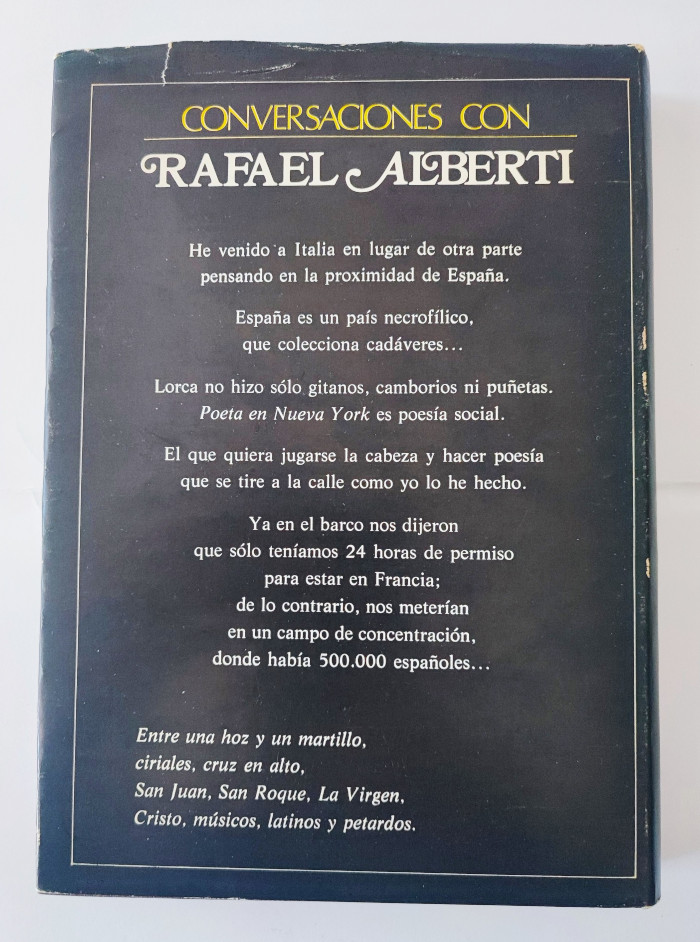 CONVERSACIONES CON
RAFAEL ALBERTI
He venido a Italia en lugar de otra parte
pensando en la proximidad de España.
España es un país necrofílico,
que colecciona cadáveres...
Lorca no hizo sólo gitanos, camborios ni puñetas.
Poeta en Nueva York es poesía social.
El que quiera jugarse la cabeza y hacer poesía
que se tire a la calle como yo lo he hecho.
Ya en el barco nos dijeron
que sólo teníamos 24 horas de permiso
para estar en Francia;
de lo contrario, nos meterían
en un campo de concentración,
donde había 500.000 españoles...
Entre una hoz y un martillo,
ciriales, cruz en alto,
San Juan, San Roque, La Virgen,
Cristo, músicos, latinos y petardos.